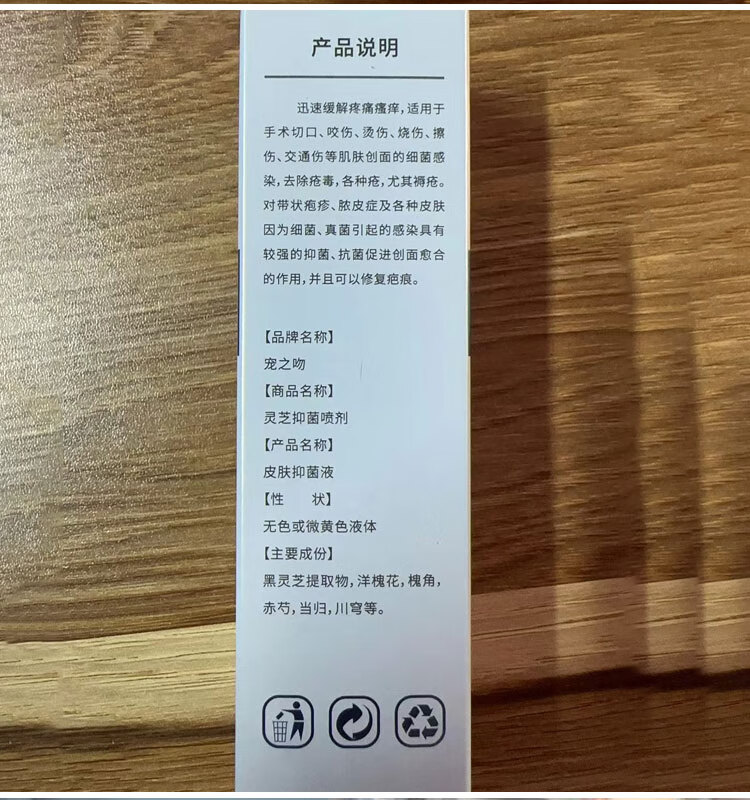 产品说明
迅速缓解疼痛瘙痒,适用于
手术切口、咬伤、烫伤、烧伤、擦
伤、交通伤等肌肤创面的细菌感
染,去除疮毒,各种疮,尤其褥疮。
对带状疱疹、脓皮症及各种皮肤
因为细菌、真菌引起的感染具有
较强的抑菌、抗菌促进创面愈合
的作用,并且可以修复疤痕。
【品牌名称】
宠之吻
【商品名称】
灵芝抑菌喷剂
【产品名称】
皮肤抑菌液
【性 状】
无色或微黄色液体
【主要成份】
黑灵芝提取物,洋槐花,槐角,
赤芍,当归,川穹等。